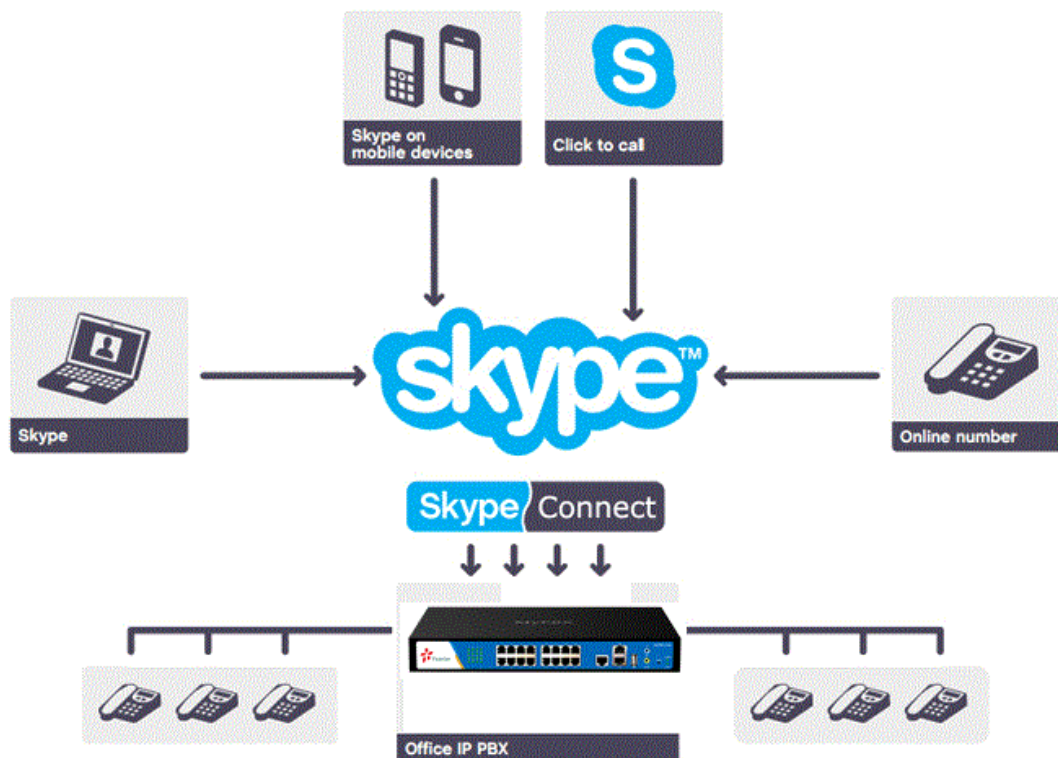 Skype on
mobile devices
Click to call
S
skype™
Skype
Online number
Skype Connect
Office IP PBX